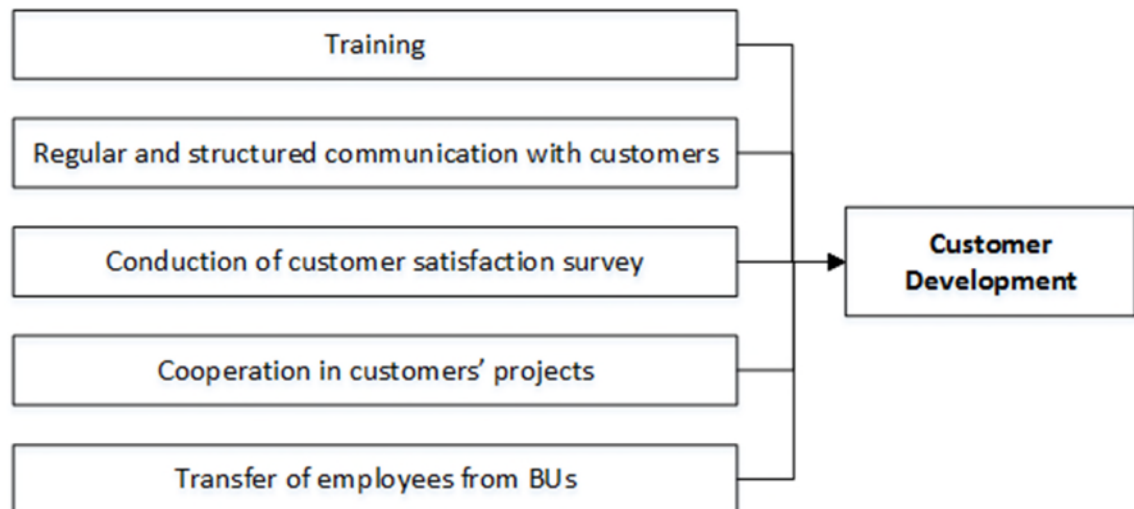 Training
Regular and structured communication with customers
Conduction of customer satisfaction survey
Customer
Development
Cooperation in customers’ projects
Transfer of employees from BUs